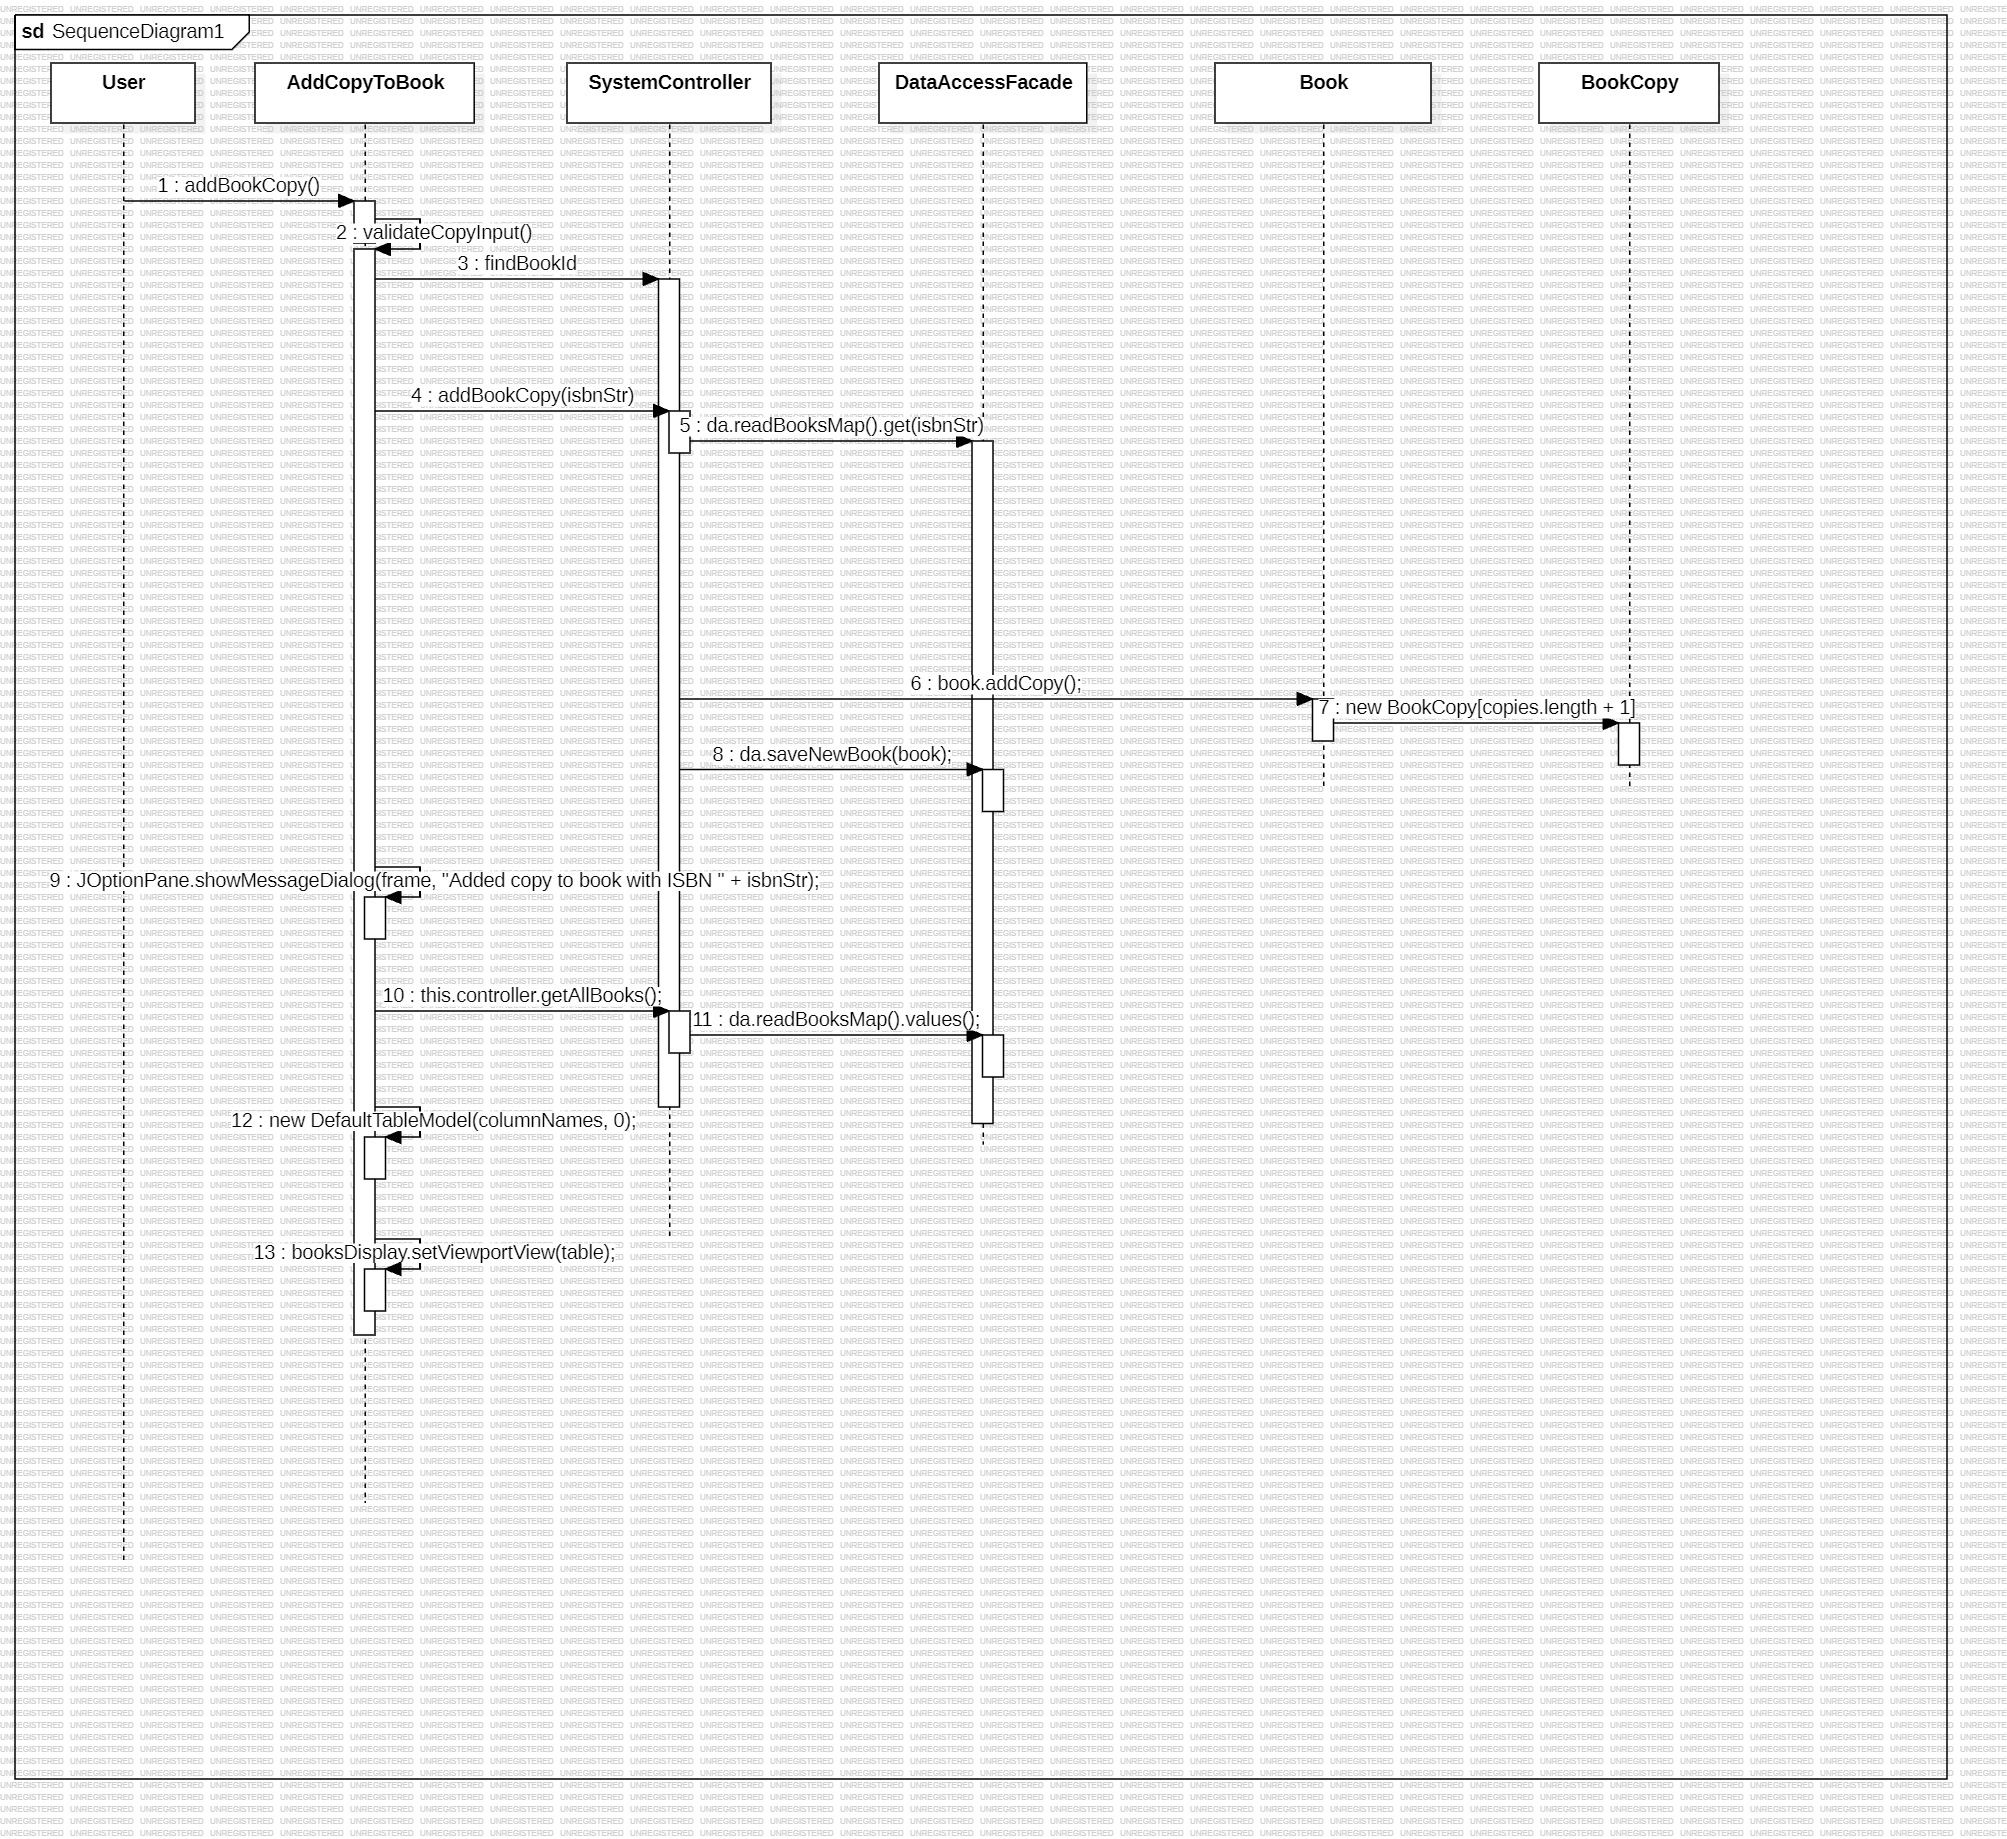 sd SequenceDiagram1
User
AddCopyToBook
SystemController
DataAccessFacade
Book
BookCopy
1 : addBookCopy()
2 : validateCopyInput()
3 : findBookId
4 : addBookCopy(isbnStr)
5 : da.readBooksMap().get(isbnStr)
6 : book.addCopy();
7 : new BookCopy[copies.length + 1]
8 : da.saveNewBook(book);
9 : JOptionPane.showMessageDialog(frame, "Added copy to book with ISBN " + isbnStr);
10 : this.controller.getAllBooks();
11 : da.readBooksMap().values();
12 : new DefaultTableModel(columnNames, 0);
13 : booksDisplay.setViewportView(table);
UNREGISTERED